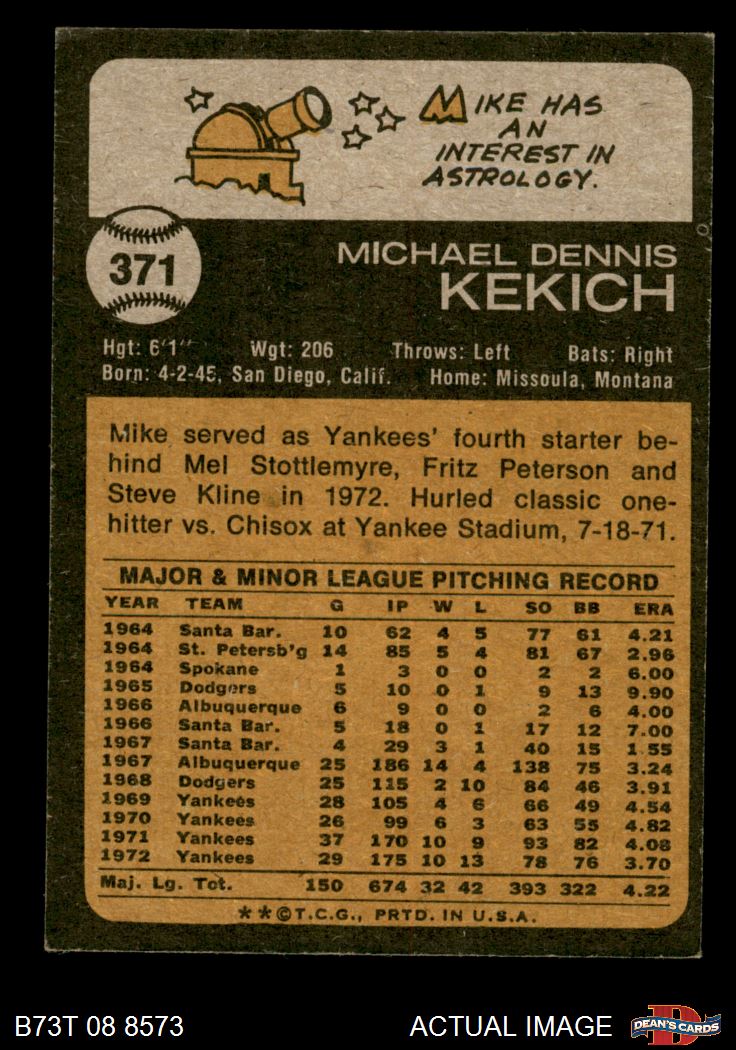 MIKE HAS
AN
INTEREST IN
ASTROLOGY.
371
MICHAEL DENNIS
KEKICH
Hgt: 6'1" Wgt: 206 Throws: Left Bats: Right
Born: 4-2-45, San Diego, Calif. Home: Missoula, Montana
Mike served as Yankees' fourth starter be-
hind Mel Stottlemyre, Fritz Peterson and
Steve Kline in 1972. Hurled classic one-
hitter vs. Chisox at Yankee Stadium, 7-18-71.
MAJOR & MINOR LEAGUE PITCHING RECORD
YEAR TEAM G IP W L SO BB ERA
1964 Santa Bar. 10 62 4 5 77 61 4.21
1964 St. Petersb'g 14 85 5 4 81 67 2.96
1964 Spokane 1 3 0 0 2 2 6.00
1965 Dodgers 5 10 0 1 9 13 9.90
1966 Albuquerque 6 9 0 0 2 6 4.00
1966 Santa Bar. 5 18 0 1 17 12 7.00
1967 Santa Bar. 4 29 3 1 40 15 1.55
1967 Albuquerque 25 186 14 4 138 75 3.24
1968 Dodgers 25 115 2 10 84 46 3.91
1969 Yankees 28 105 4 6 66 49 4.54
1970 Yankees 26 99 6 3 63 55 4.82
1971 Yankees 37 170 10 9 93 82 4.08
1972 Yankees 29 175 10 13 78 76 3.70
Maj. Lg. Tot. 150 674 32 42 393 322 4.22
**©T.C.G., PRTD. IN U.S.A.
B73T 08 8573 ACTUAL IMAGE DEAN'S CARDS